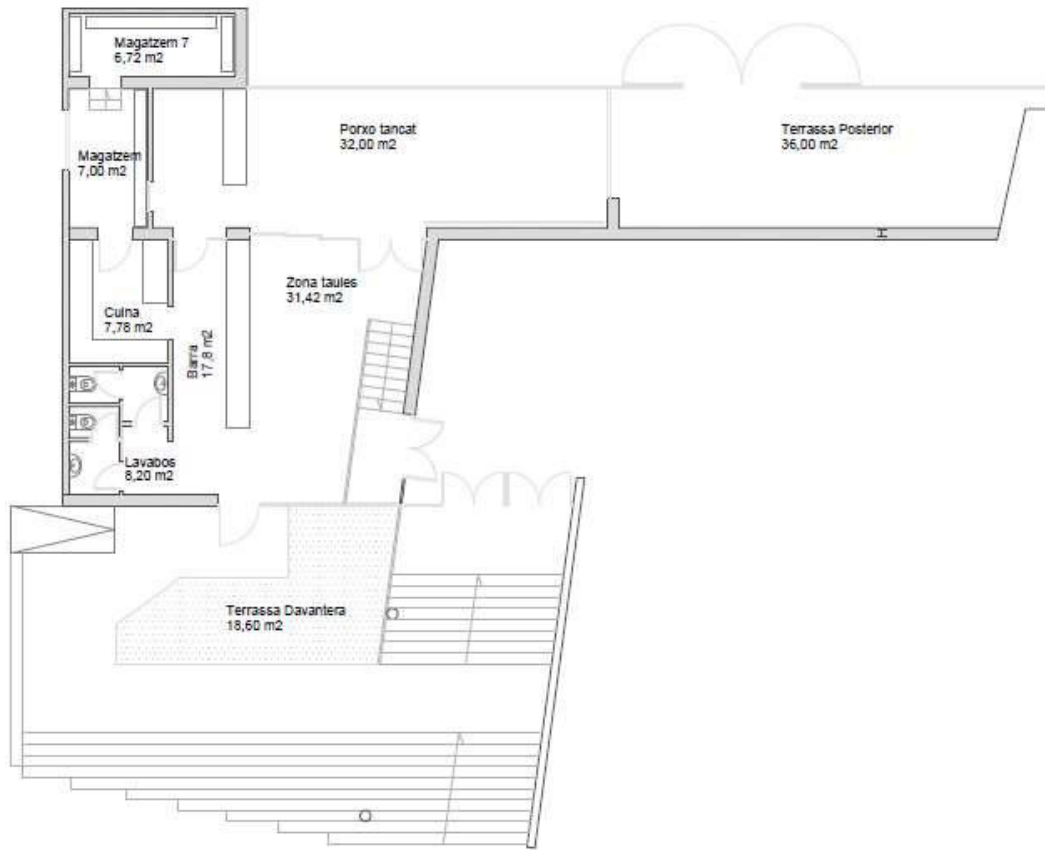 Magatzem 7
6,72 m2
Porxo tancat
32,00 m2
Terrassa Posterior
36,00 m2
Magatzem
7,00 m2
Zona taules
31,42 m2
Cuina
7,78 m2
Barra
17,8 m2
Lavabos
8,20 m2
Terrassa Davantera
18,60 m2